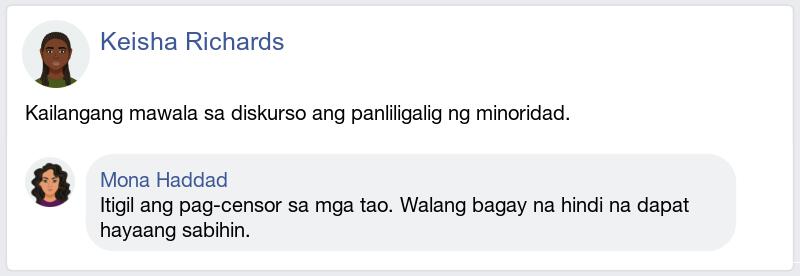 Keisha Richards
Kailangang mawala sa diskurso ang panliligalig ng minoridad.
Mona Haddad
Itigil ang pag-censor sa mga tao. Walang bagay na hindi na dapat
hayaang sabihin.